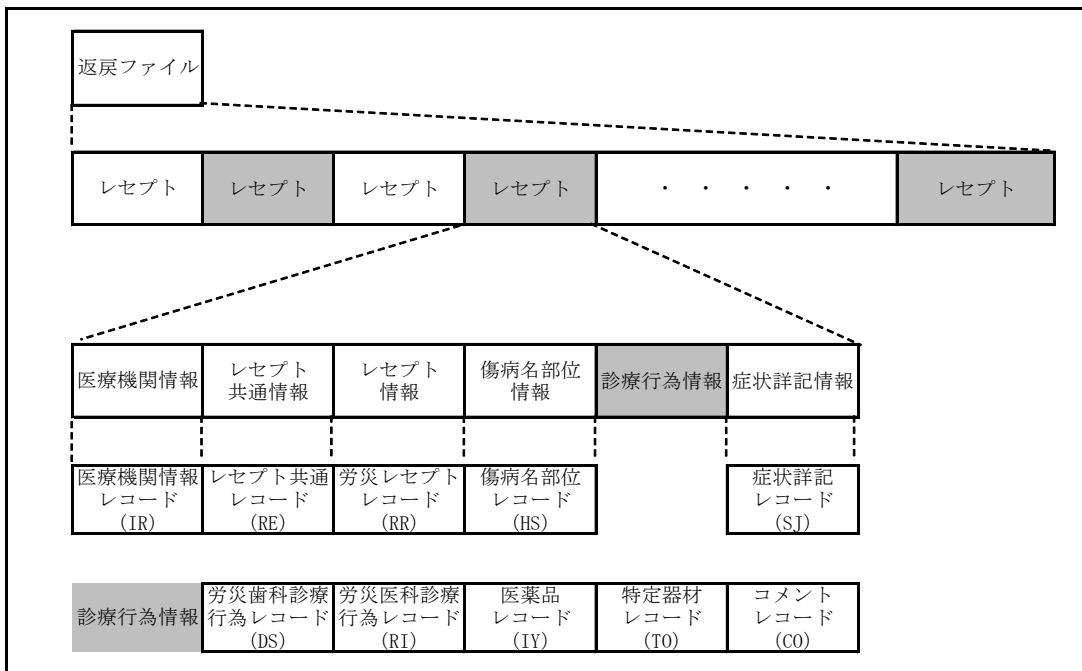 返戻ファイル
レセプト
レセプト
レセプト
レセプト
・ ・ ・ ・ ・
レセプト
医療機関情報
レセプト
共通情報
レセプト
情報
傷病名部位
情報
診療行為情報
症状詳記情報
医療機関情報
レコード
(IR)
レセプト共通
レコード
(RE)
労災レセプト
レコード
(RR)
傷病名部位
レコード
(HS)
症状詳記
レコード
(SJ)
診療行為情報
労災歯科診療
行為レコード
(DS)
労災医科診療
行為レコード
(RI)
医薬品
レコード
(IY)
特定器材
レコード
(TO)
コメント
レコード
(CO)